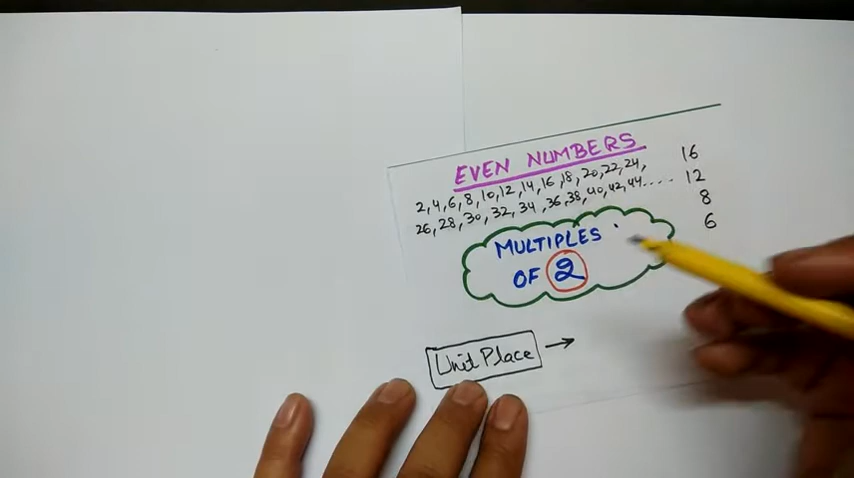 EVEN NUMBERS
2,4,6,8,10,12,14,16,18,20,22,24,
26,28,30,32,34,36,38,40,42,44....
16
12
8
6
MULTIPLES
OF 2
Unit Place →